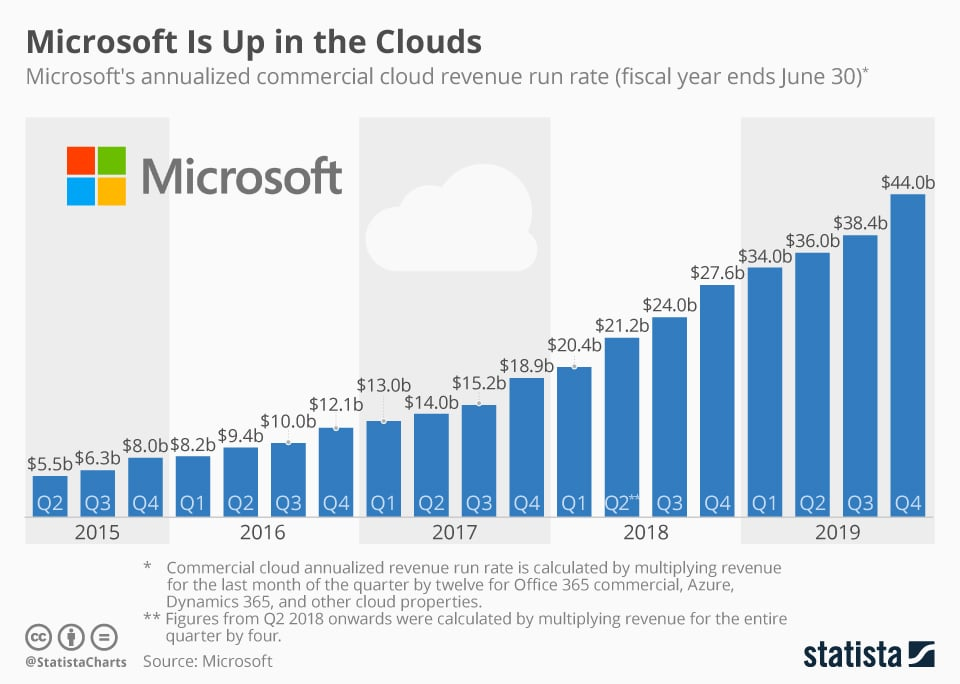 Microsoft Is Up in the Clouds
Microsoft's annualized commercial cloud revenue run rate (fiscal year ends June 30)*
Microsoft
$5.5b
$6.3b
$8.0b
$8.2b
$9.4b
$10.0b
$12.1b
$13.0b
$14.0b
$15.2b
$18.9b
$20.4b
$21.2b
$24.0b
$27.6b
$34.0b
$36.0b
$38.4b
$44.0b
Q2 Q3 Q4 Q1 Q2 Q3 Q4 Q1 Q2 Q3 Q4 Q1 Q2** Q3 Q4 Q1 Q2 Q3 Q4
2015 2016 2017 2018 2019
* Commercial cloud annualized revenue run rate is calculated by multiplying revenue
for the last month of the quarter by twelve for Office 365 commercial, Azure,
Dynamics 365, and other cloud properties.
** Figures from Q2 2018 onwards were calculated by multiplying revenue for the entire
quarter by four.
cc
@StatistaCharts Source: Microsoft
statista